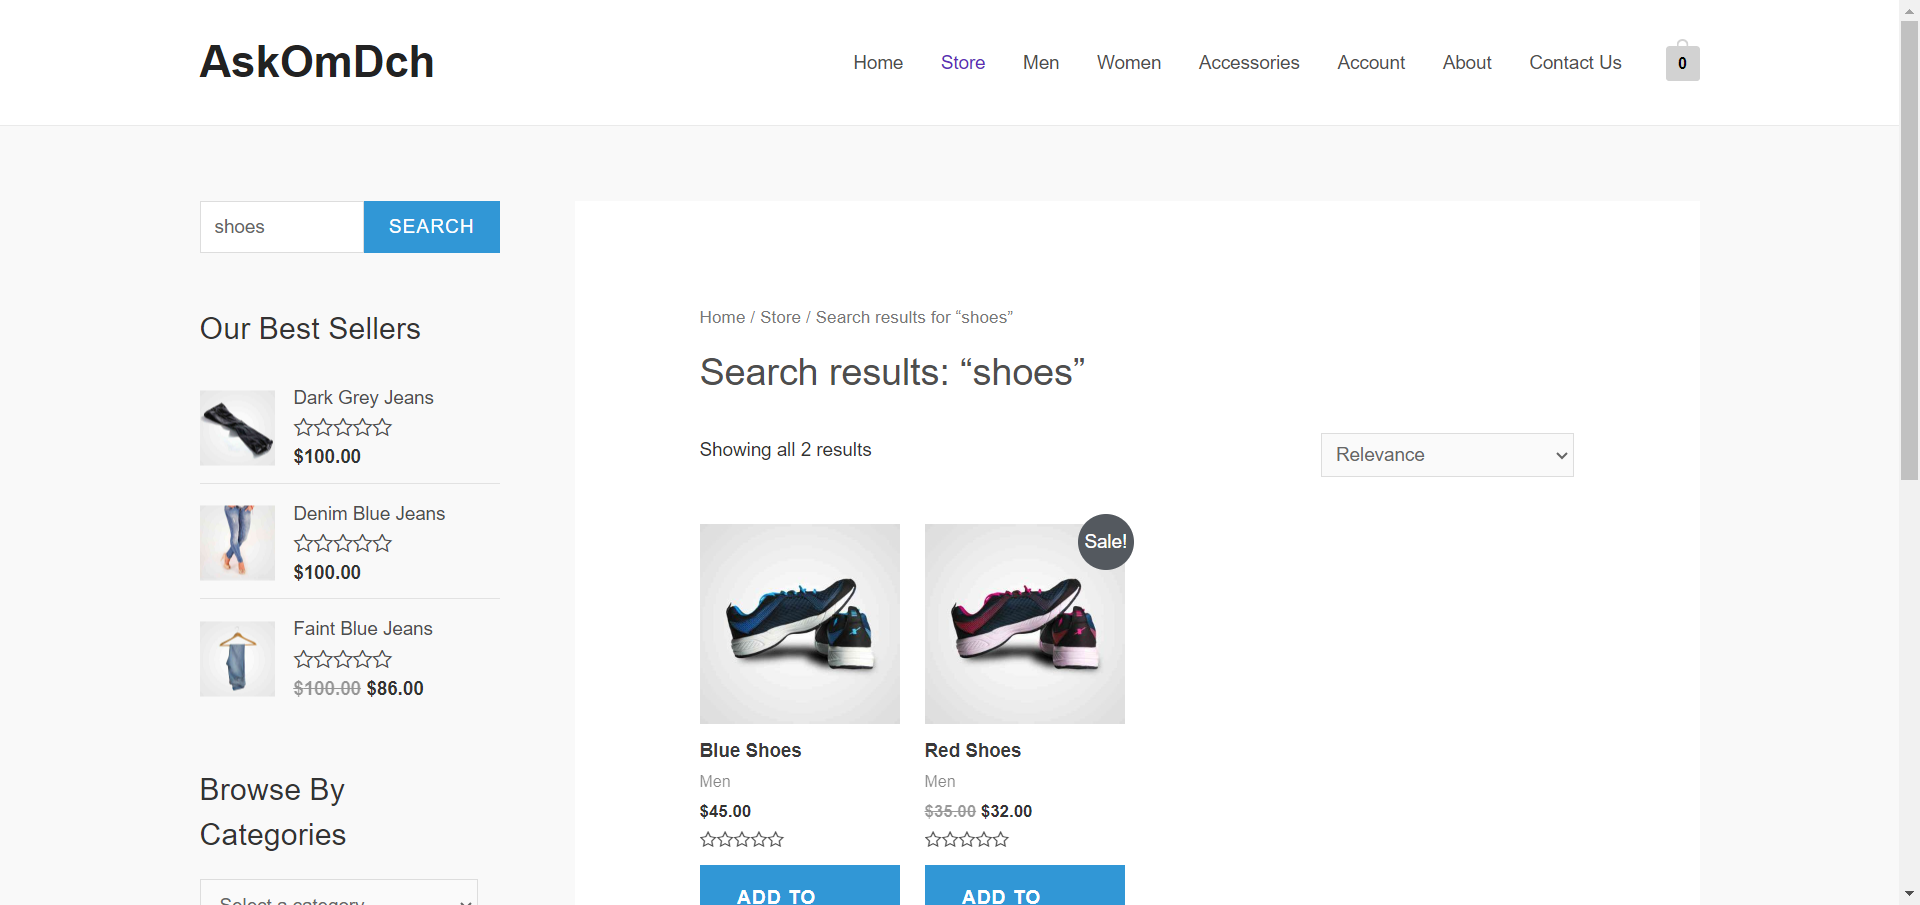 AskOmDch
Home Store Men Women Accessories Account About Contact Us 0
shoes SEARCH
Our Best Sellers
Dark Grey Jeans
$100.00
Denim Blue Jeans
$100.00
Faint Blue Jeans
$100.00 $86.00
Browse By
Categories
Select a category
Home / Store / Search results for “shoes”
Search results: “shoes”
Showing all 2 results
Relevance
Sale!
Blue Shoes
Men
$45.00
ADD TO
Red Shoes
Men
$35.00 $32.00
ADD TO